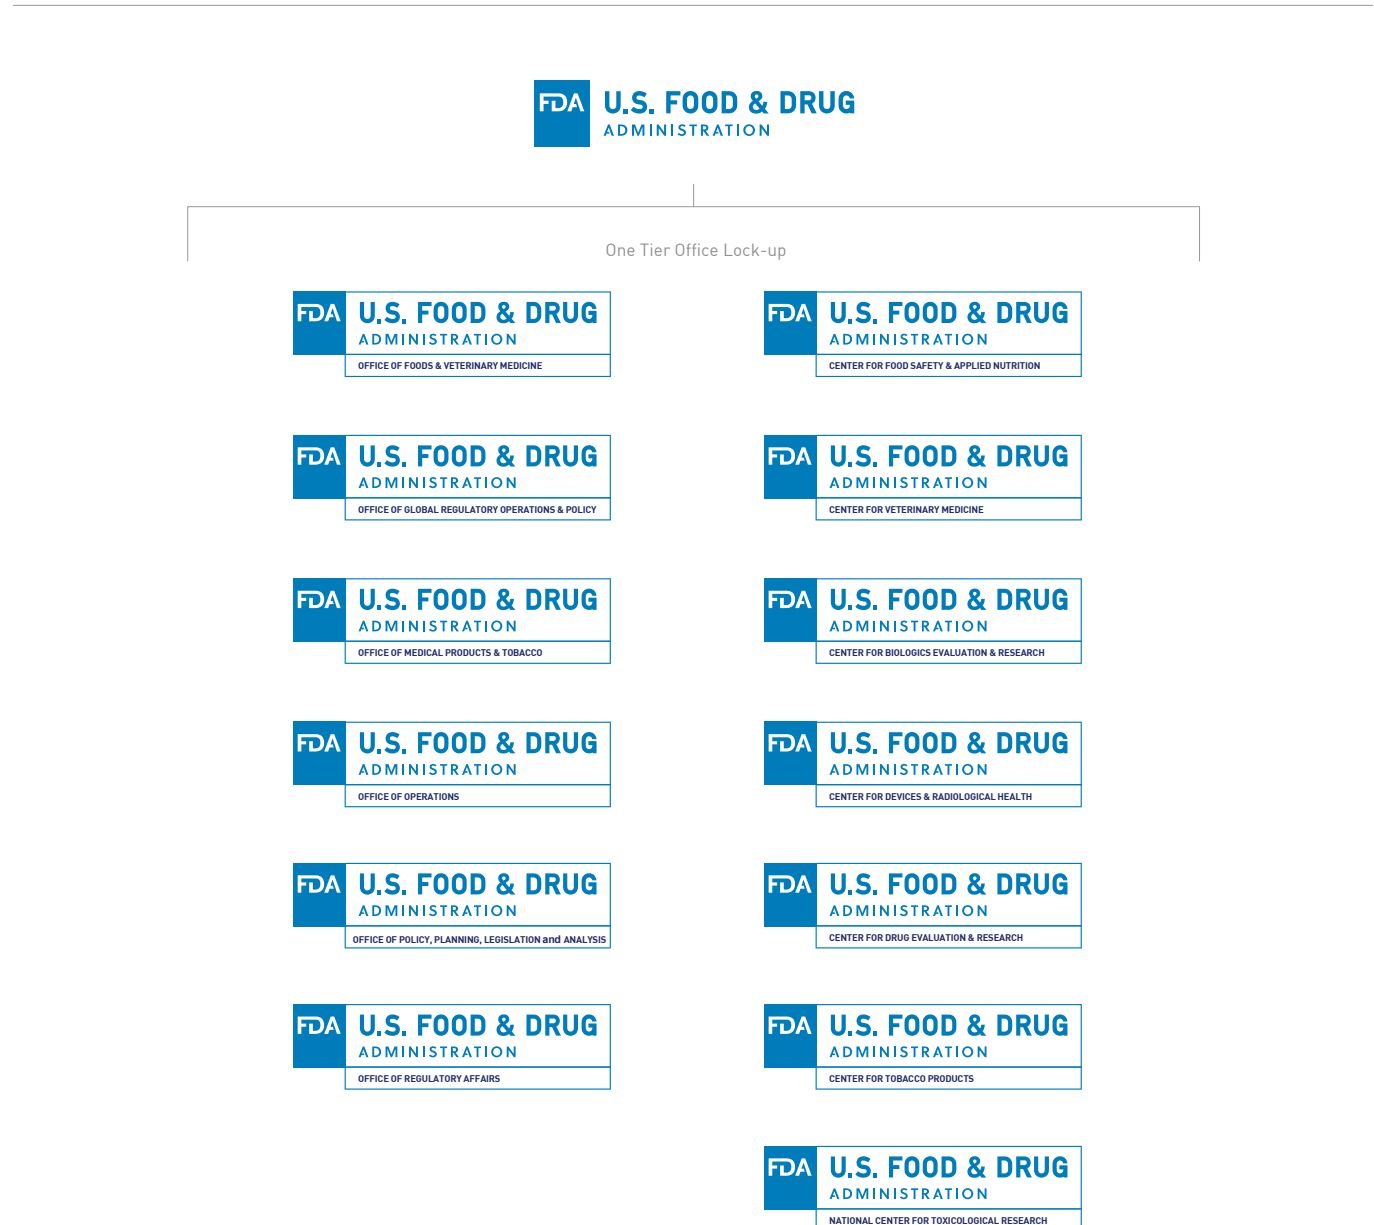 FDA U.S. FOOD & DRUG
ADMINISTRATION
One Tier Office Lock-up
FDA U.S. FOOD & DRUG
ADMINISTRATION
OFFICE OF FOODS & VETERINARY MEDICINE
FDA U.S. FOOD & DRUG
ADMINISTRATION
CENTER FOR FOOD SAFETY & APPLIED NUTRITION
FDA U.S. FOOD & DRUG
ADMINISTRATION
OFFICE OF GLOBAL REGULATORY OPERATIONS & POLICY
FDA U.S. FOOD & DRUG
ADMINISTRATION
CENTER FOR VETERINARY MEDICINE
FDA U.S. FOOD & DRUG
ADMINISTRATION
OFFICE OF MEDICAL PRODUCTS & TOBACCO
FDA U.S. FOOD & DRUG
ADMINISTRATION
CENTER FOR BIOLOGICS EVALUATION & RESEARCH
FDA U.S. FOOD & DRUG
ADMINISTRATION
OFFICE OF OPERATIONS
FDA U.S. FOOD & DRUG
ADMINISTRATION
CENTER FOR DEVICES & RADIOLOGICAL HEALTH
FDA U.S. FOOD & DRUG
ADMINISTRATION
OFFICE OF POLICY, PLANNING, LEGISLATION and ANALYSIS
FDA U.S. FOOD & DRUG
ADMINISTRATION
CENTER FOR DRUG EVALUATION & RESEARCH
FDA U.S. FOOD & DRUG
ADMINISTRATION
OFFICE OF REGULATORY AFFAIRS
FDA U.S. FOOD & DRUG
ADMINISTRATION
CENTER FOR TOBACCO PRODUCTS
FDA U.S. FOOD & DRUG
ADMINISTRATION
NATIONAL CENTER FOR TOXICOLOGICAL RESEARCH